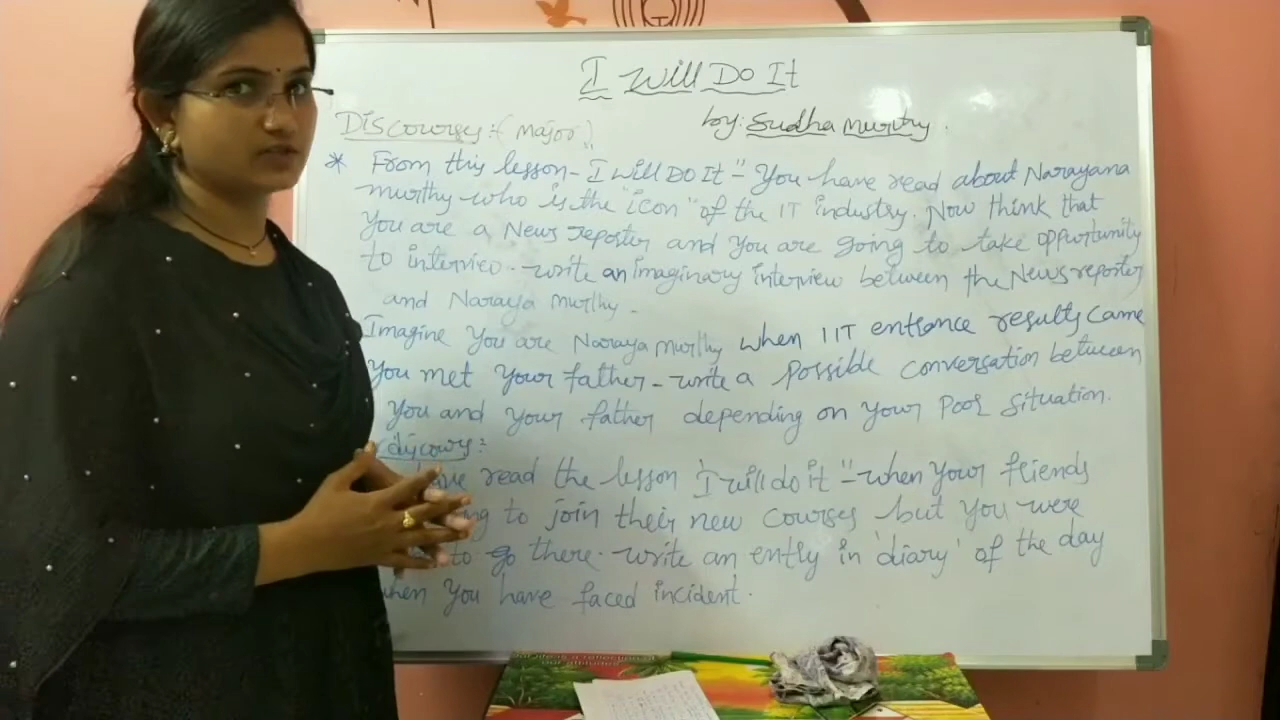 I Will Do It
by: Sudha Murthy.
Discourses:- (Major)
* From this lesson - I Will Do It" - You have read about Narayana
murthy who is the "icon" of the IT industry. Now think that
You are a News reporter and You are going to take opportunity
to interview. write an imaginary interview between the News reporter
and Naraya Murthy.
Imagine You are Naraya Murthy when IIT entrance results came
You met Your father - write a possible conversation between
You and Your father depending on Your Poor Situation.
read the lesson "I will do it" - when Your friends
to join their new courses but You were
to go there. write an entry in 'diary' of the day
when You have faced incident.